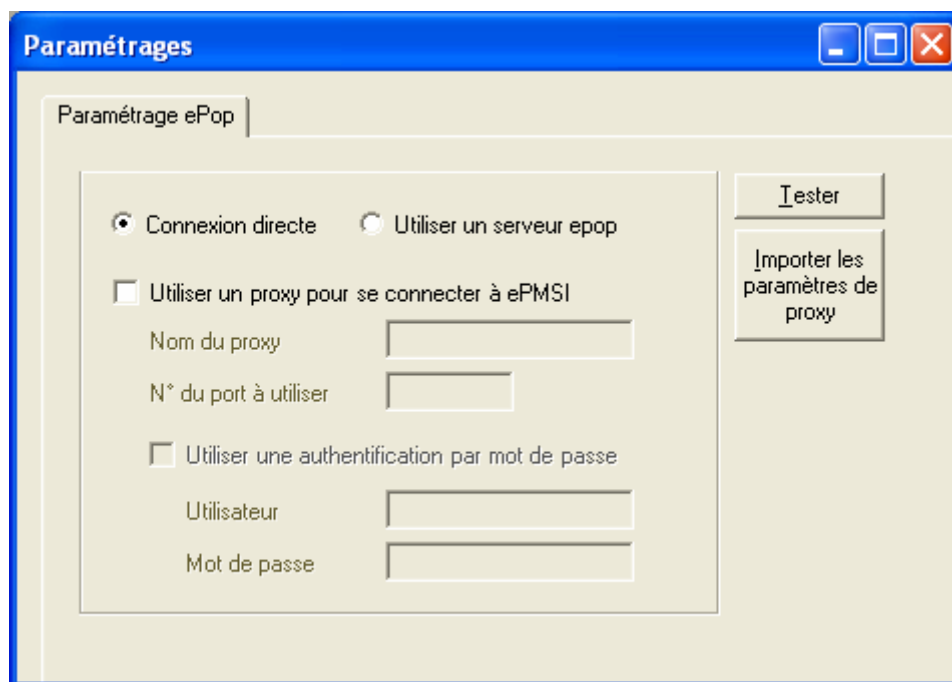 Paramétrages
Paramétrage ePop
Connexion directe
Utiliser un serveur epop
Tester
Importer les
paramètres de
proxy
Utiliser un proxy pour se connecter à ePMSI
Nom du proxy
N° du port à utiliser
Utiliser une authentification par mot de passe
Utilisateur
Mot de passe